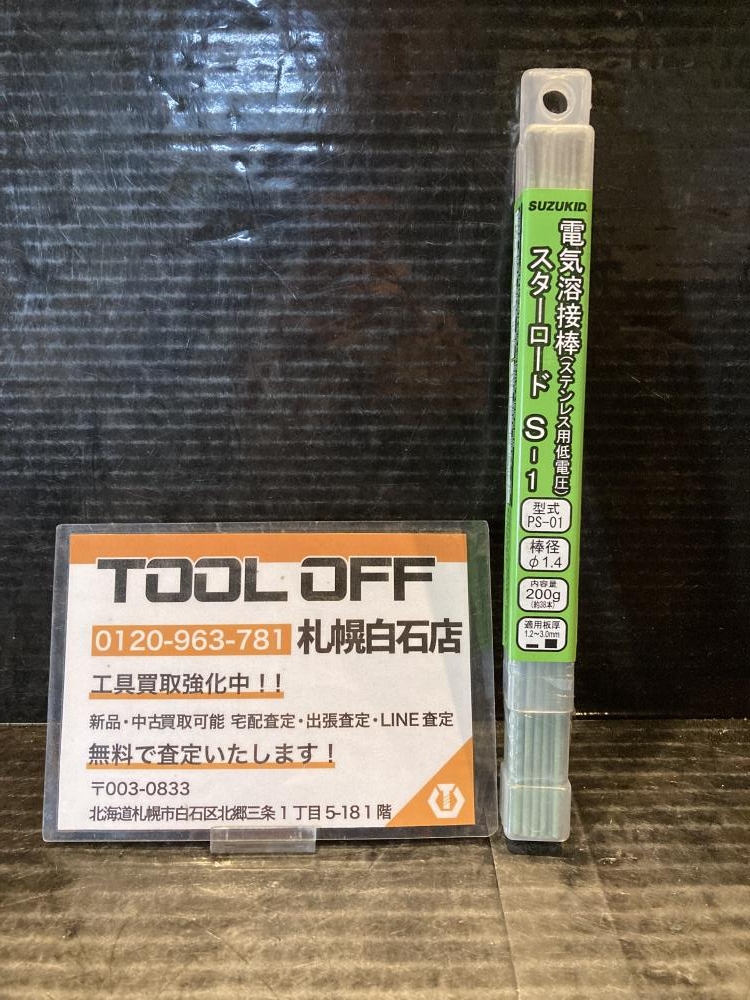 TOOL OFF
0120-963-781 札幌白石店
工具買取強化中!!
新品・中古買取可能 宅配査定・出張査定・LINE査定
無料で査定いたします!
〒003-0833
北海道札幌市白石区北郷三条1丁目5-18 1階
SUZUKID
電気溶接棒(ステンレス用低電圧)
スターロード S-1
型式
PS-01
棒径
φ1.4
内容量
200g
(約38本)
適用板厚
1.2~3.0mm